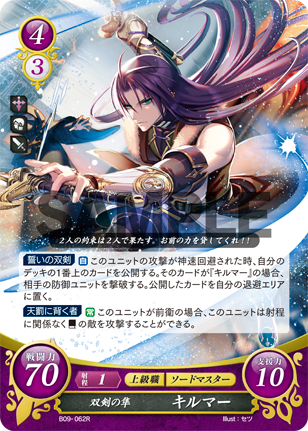 4
3
SAMPLE
2人の約束は2人で果たす。お前の力を貸してくれ!!
誓いの双剣 自 このユニットの攻撃が神速回避された時、自分の
デッキの1番上のカードを公開する。そのカードが『キルマー』の場合、
相手の防御ユニットを撃破する。公開したカードを自分の退避エリア
に置く。
天罰に背く者 常 このユニットが前衛の場合、このユニットは射程
に関係なく の敵を攻撃することができる。
戦闘力
70
射程
1
上級職
ソードマスター
支援力
10
双剣の隼 キルマー
B09-062R
Illust:セツ